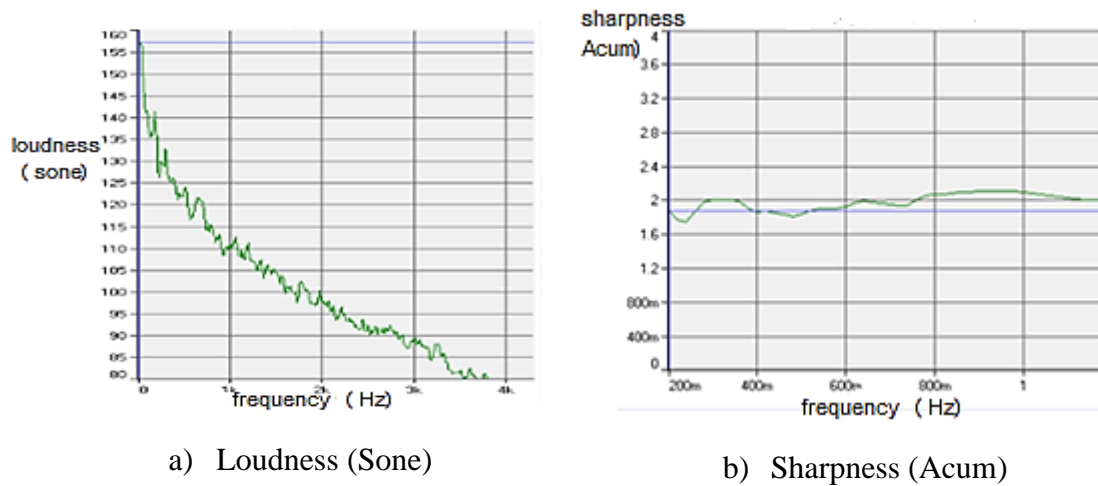 160
155
150
145
140
135
130
125
120
115
110
105
100
95
90
85
80
loudness
( sone)
0 1k 2k 3k 4k
frequency ( Hz)
a) Loudness (Sone)
sharpness
Acum)
4
3.6
3.2
2.8
2.4
2
1.6
1.2
800m
400m
0
200m 400m 600m 800m 1
frequency ( Hz)
b) Sharpness (Acum)